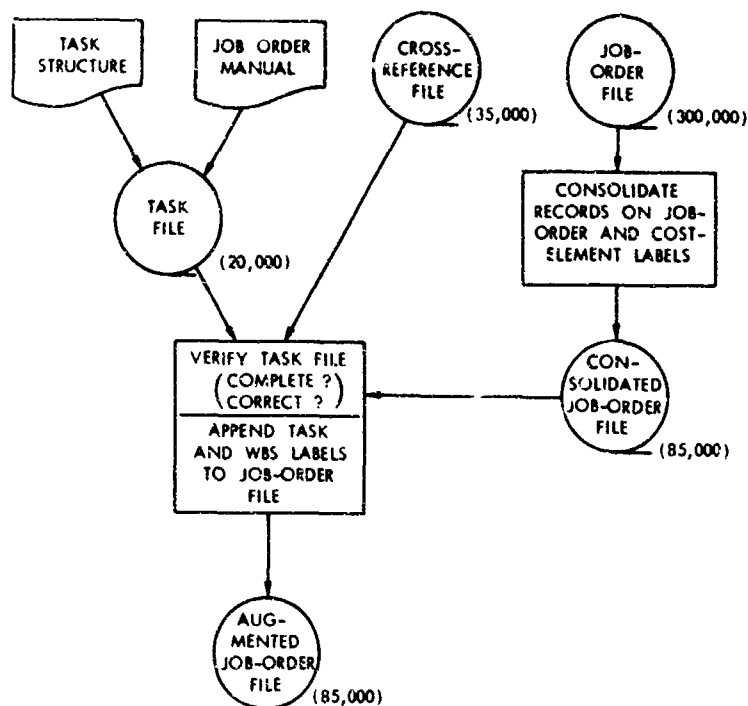 TASK
STRUCTURE
JOB ORDER
MANUAL
CROSS-
REFERENCE
FILE
(35,000)
JOB-
ORDER
FILE
(300,000)
TASK
FILE
(20,000)
CONSOLIDATE
RECORDS ON JOB-
ORDER AND COST-
ELEMENT LABELS
VERIFY TASK FILE
(COMPLETE ?
CORRECT ?)
APPEND TASK
AND WBS LABELS
TO JOB-ORDER
FILE
CON-
SOLIDATED
JOB-ORDER
FILE
(85,000)
AUG-
MENTED
JOB-ORDER
FILE
(85,000)